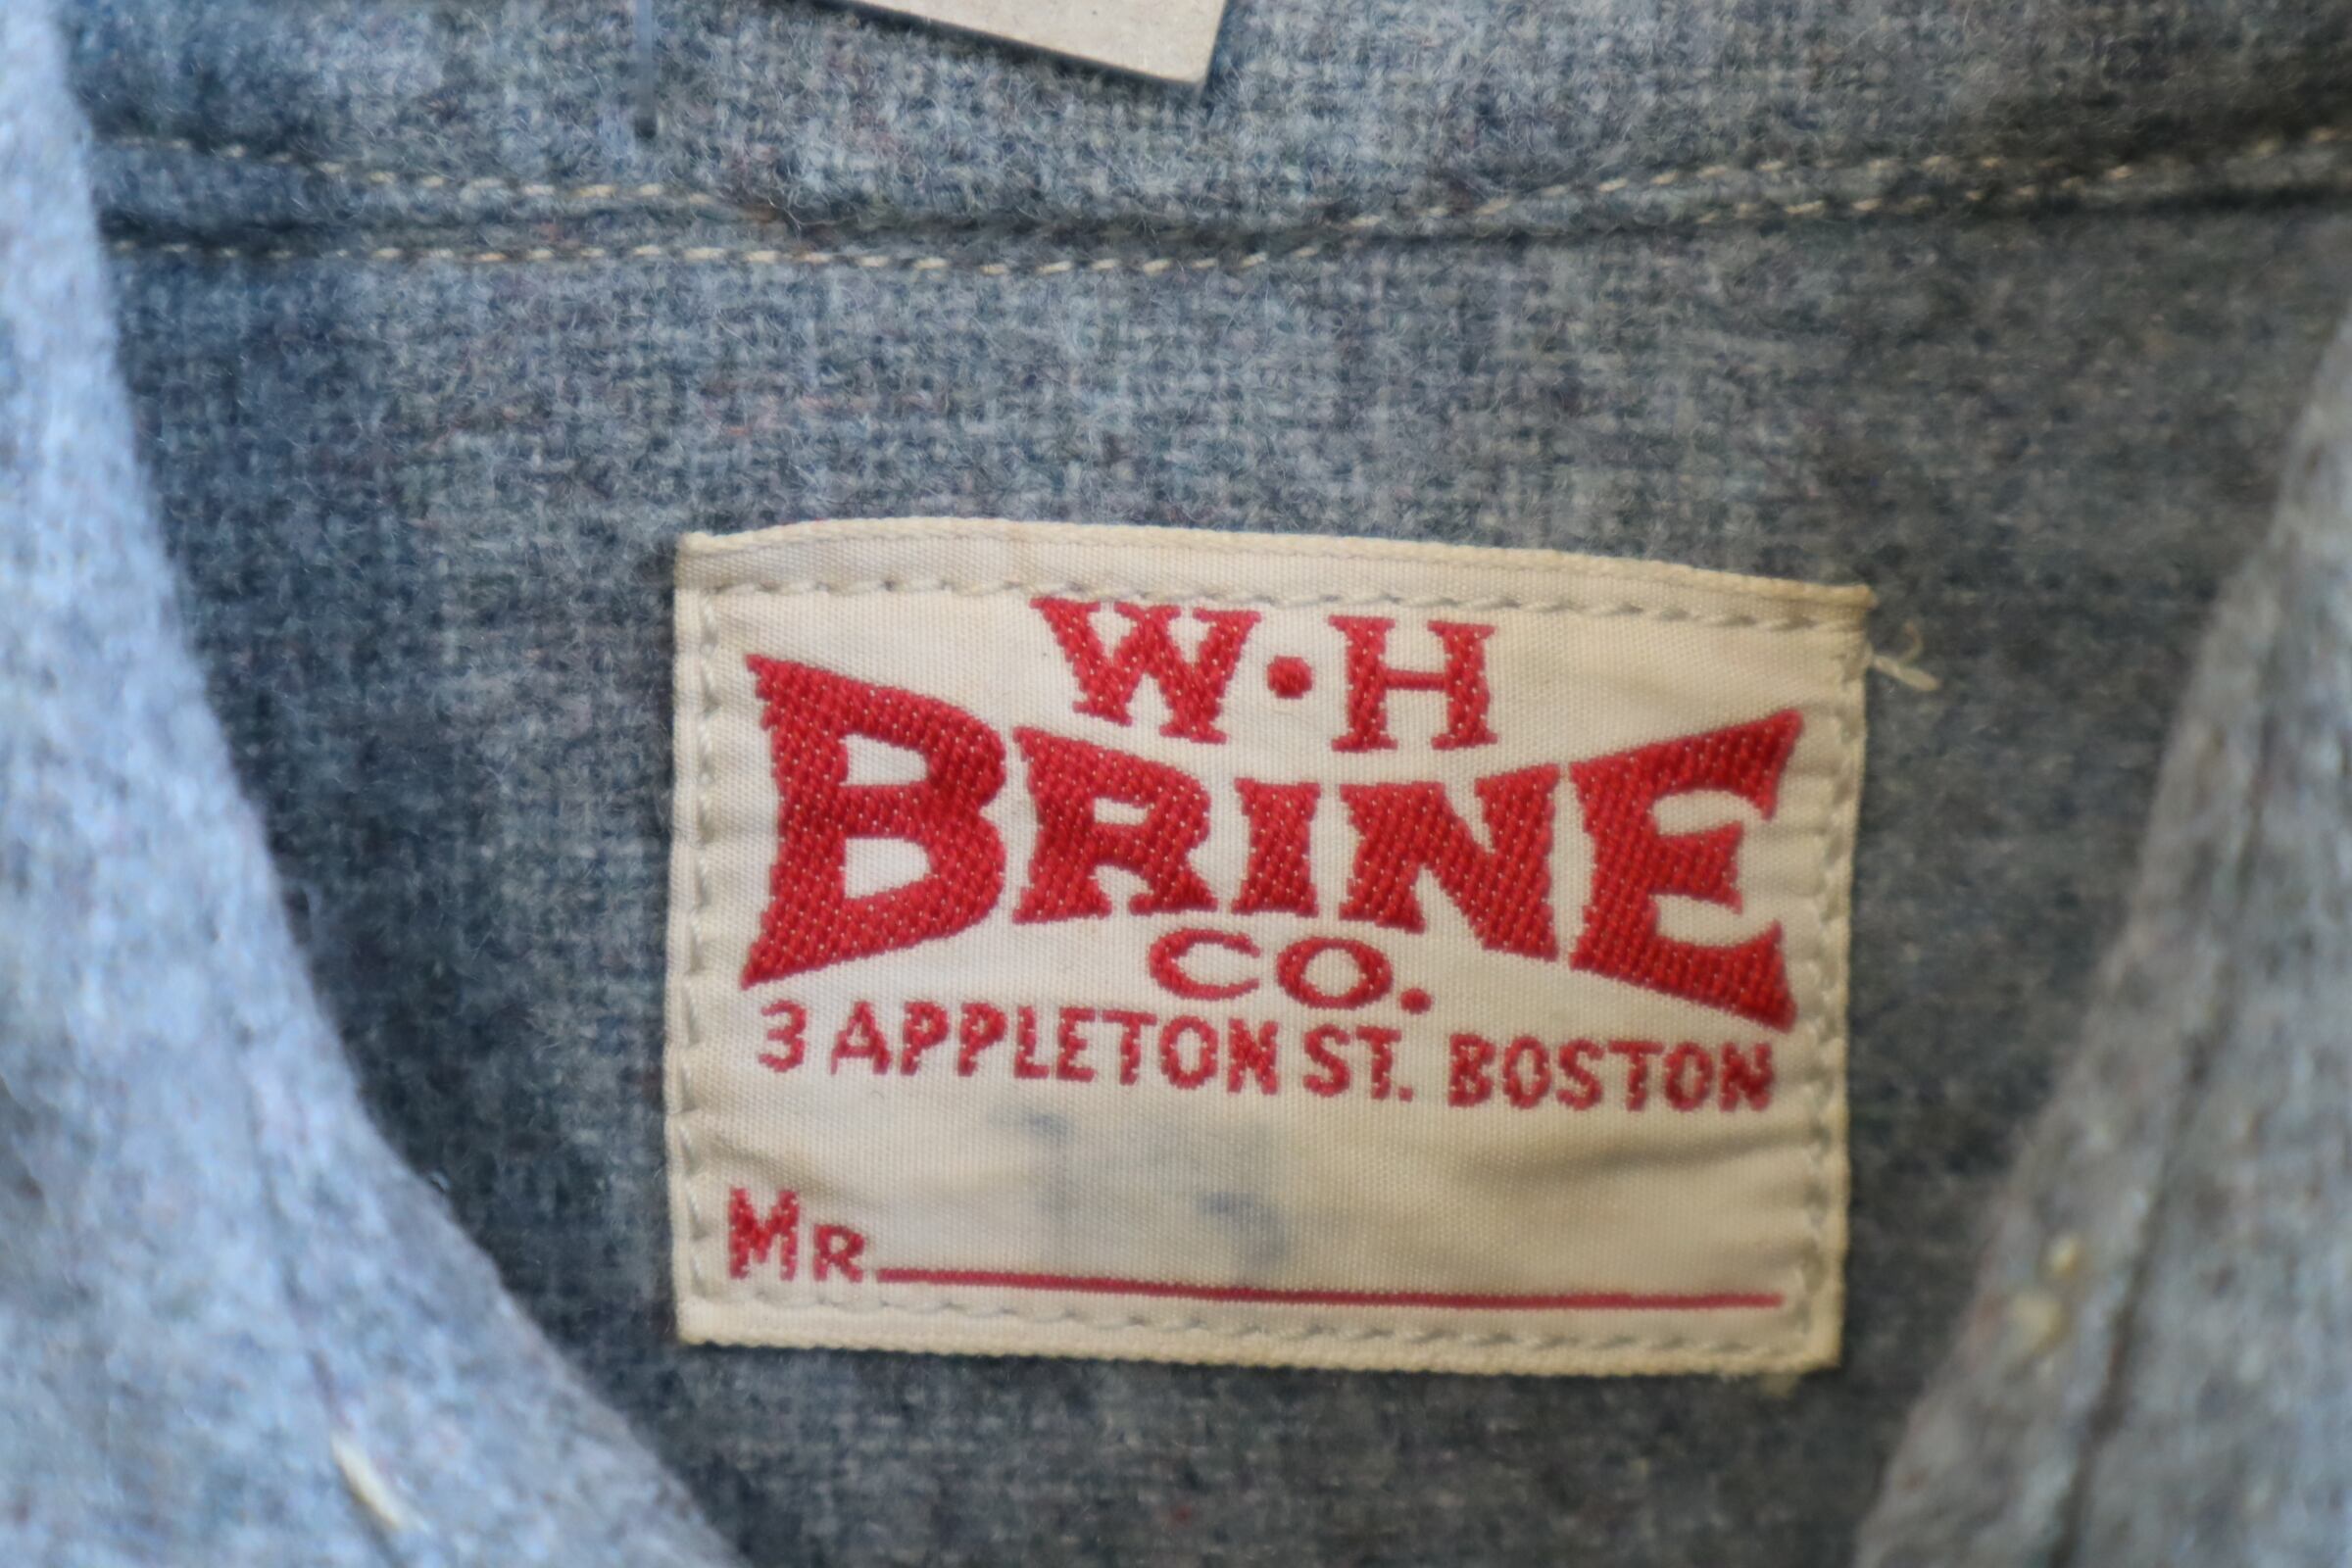 W·H
BRINE
CO.
3 APPLETON ST. BOSTON
MR